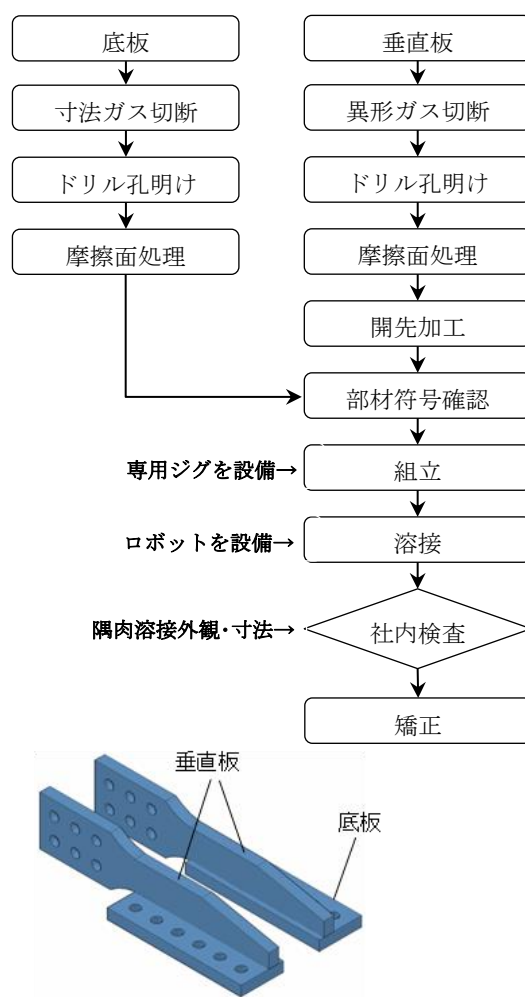 底板
寸法ガス切断
ドリル孔明け
摩擦面処理
垂直板
異形ガス切断
ドリル孔明け
摩擦面処理
開先加工
部材符号確認
専用ジグを設備→
組立
ロボットを設備→
溶接
隅肉溶接外観・寸法→
社内検査
矯正
垂直板
底板